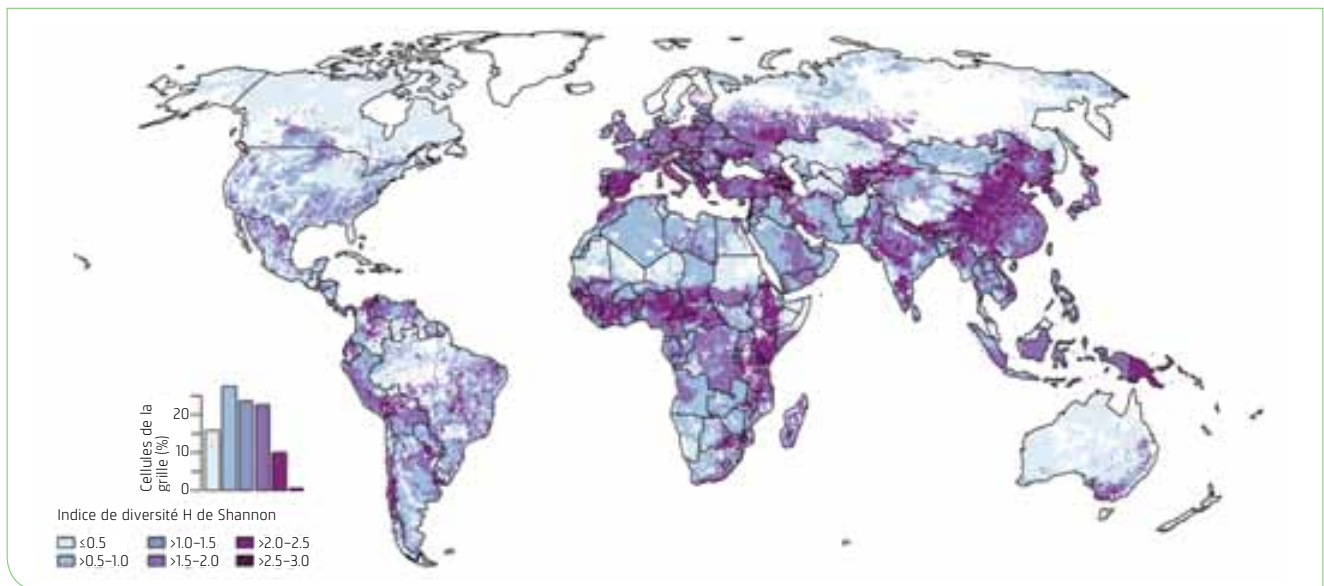 Cellules de la
grille (%)
20
10
0
Indice de diversité H de Shannon
≤0.5 >1.0–1.5 >2.0–2.5
>0.5–1.0 >1.5–2.0 >2.5–3.0